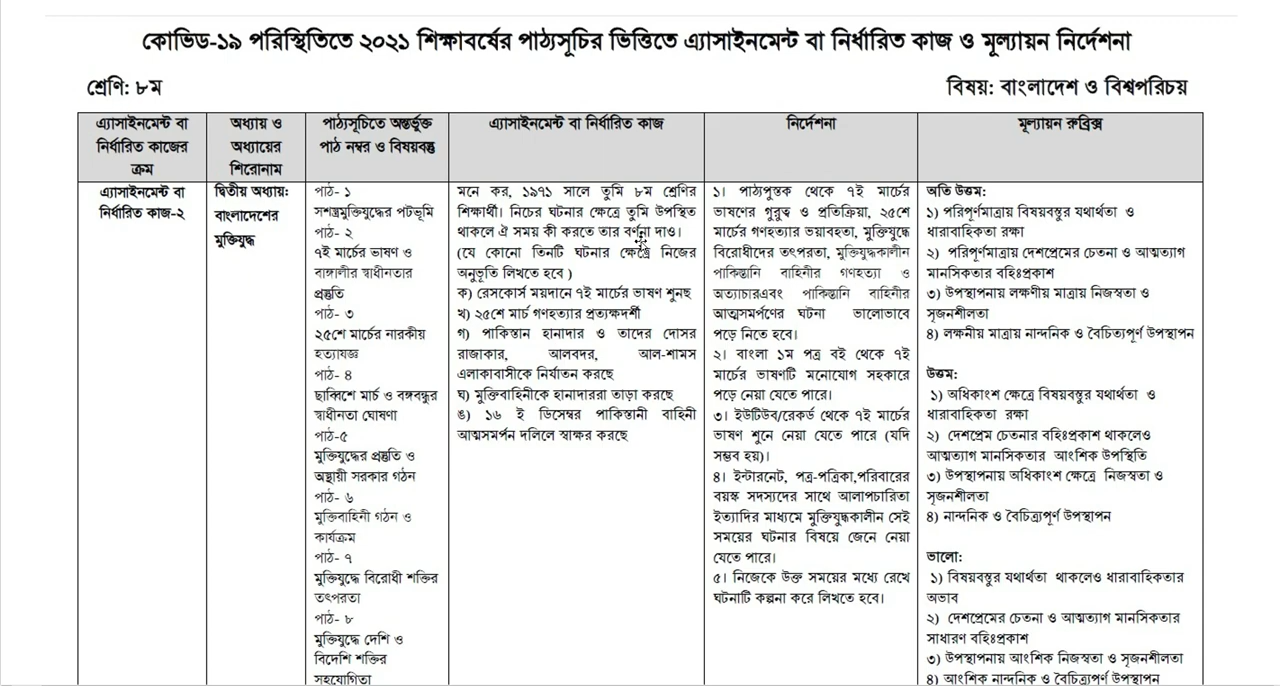 কোভিড-১৯ পরিস্থিতিতে ২০২১ শিক্ষাবর্ষের পাঠ্যসূচির ভিত্তিতে এ্যাসাইনমেন্ট বা নির্ধারিত কাজ ও মূল্যায়ন নির্দেশনা
শ্রেণি: ৮ম
বিষয়: বাংলাদেশ ও বিশ্বপরিচয়
এ্যাসাইনমেন্ট বা
নির্ধারিত কাজের
ক্রম
অধ্যায় ও
অধ্যায়ের
শিরোনাম
পাঠ্যসূচিতে অন্তর্ভুক্ত
পাঠ নম্বর ও বিষয়বস্তু
এ্যাসাইনমেন্ট বা নির্ধারিত কাজ
নির্দেশনা
মূল্যায়ন রুব্রিক্স
এ্যাসাইনমেন্ট বা
নির্ধারিত কাজ-২
দ্বিতীয় অধ্যায়:
বাংলাদেশের
মুক্তিযুদ্ধ
পাঠ- ১
সশস্ত্রমুক্তিযুদ্ধের পটভূমি
পাঠ- ২
৭ই মার্চের ভাষণ ও
বাঙ্গালীর স্বাধীনতার
প্রস্তুতি
পাঠ- ৩
২৫শে মার্চের নারকীয়
হত্যাযজ্ঞ
পাঠ- ৪
ছাব্বিশে মার্চ ও বঙ্গবন্ধুর
স্বাধীনতা ঘোষণা
পাঠ-৫
মুক্তিযুদ্ধের প্রস্তুতি ও
অস্থায়ী সরকার গঠন
পাঠ- ৬
মুক্তিবাহিনী গঠন ও
কার্যক্রম
পাঠ- ৭
মুক্তিযুদ্ধে বিরোধী শক্তির
তৎপরতা
পাঠ- ৮
মুক্তিযুদ্ধে দেশি ও
বিদেশি শক্তির
সহযোগিতা
মনে কর, ১৯৭১ সালে তুমি ৮ম শ্রেণির
শিক্ষার্থী। নিচের ঘটনার ক্ষেত্রে তুমি উপস্থিত
থাকলে ঐ সময় কী করতে তার বর্ণনা দাও।
(যে কোনো তিনটি ঘটনার ক্ষেত্রে নিজের
অনুভূতি লিখতে হবে )
ক) রেসকোর্স ময়দানে ৭ই মার্চের ভাষণ শুনছ
খ) ২৫শে মার্চ গণহত্যার প্রত্যক্ষদর্শী
গ) পাকিস্তান হানাদার ও তাদের দোসর
রাজাকার, আলবদর, আল-শামস
এলাকাবাসীকে নির্যাতন করছে
ঘ) মুক্তিবাহিনীকে হানাদাররা তাড়া করছে
ঙ) ১৬ ই ডিসেম্বর পাকিস্তানী বাহিনী
আত্মসমর্পন দলিলে স্বাক্ষর করছে
১। পাঠ্যপুস্তক থেকে ৭ই মার্চের
ভাষণের গুরুত্ব ও প্রতিক্রিয়া, ২৫শে
মার্চের গণহত্যার ভয়াবহতা, মুক্তিযুদ্ধে
বিরোধীদের তৎপরতা, মুক্তিযুদ্ধকালীন
পাকিস্তানি বাহিনীর গণহত্যা ও
অত্যাচারএবং পাকিস্তানি বাহিনীর
আত্মসমর্পণের ঘটনা ভালোভাবে
পড়ে নিতে হবে।
২। বাংলা ১ম পত্র বই থেকে ৭ই
মার্চের ভাষণটি মনোযোগ সহকারে
পড়ে নেয়া যেতে পারে।
৩। ইউটিউব/রেকর্ড থেকে ৭ই মার্চের
ভাষণ শুনে নেয়া যেতে পারে (যদি
সম্ভব হয়)।
৪। ইন্টারনেট, পত্র-পত্রিকা,পরিবারের
বয়স্ক সদস্যদের সাথে আলাপচারিতা
ইত্যাদির মাধ্যমে মুক্তিযুদ্ধকালীন সেই
সময়ের ঘটনার বিষয়ে জেনে নেয়া
যেতে পারে।
৫। নিজেকে উক্ত সময়ের মধ্যে রেখে
ঘটনাটি কল্পনা করে লিখতে হবে।
অতি উত্তম:
১) পরিপূর্ণমাত্রায় বিষয়বস্তুর যথার্থতা ও
ধারাবাহিকতা রক্ষা
২) পরিপূর্ণমাত্রায় দেশপ্রেমের চেতনা ও আত্মত্যাগ
মানসিকতার বহিঃপ্রকাশ
৩) উপস্থাপনায় লক্ষণীয় মাত্রায় নিজস্বতা ও
সৃজনশীলতা
৪) লক্ষনীয় মাত্রায় নান্দনিক ও বৈচিত্যপূর্ণ উপস্থাপন
উত্তম:
১) অধিকাংশ ক্ষেত্রে বিষয়বস্তুর যথার্থতা ও
ধারাবাহিকতা রক্ষা
২) দেশপ্রেম চেতনার বহিঃপ্রকাশ থাকলেও
আত্মত্যাগ মানসিকতার আংশিক উপস্থিতি
৩) উপস্থাপনায় অধিকাংশ ক্ষেত্রে নিজস্বতা ও
সৃজনশীলতা
৪) নান্দনিক ও বৈচিত্র্যপূর্ণ উপস্থাপন
ভালো:
১) বিষয়বস্তুর যথার্থতা থাকলেও ধারাবাহিকতার
অভাব
২) দেশপ্রেমের চেতনা ও আত্মত্যাগ মানসিকতার
সাধারণ বহিঃপ্রকাশ
৩) উপস্থাপনায় আংশিক নিজস্বতা ও সৃজনশীলতা
৪) আংশিক নান্দনিক ও বৈচিত্র্যপূর্ণ উপস্থাপন